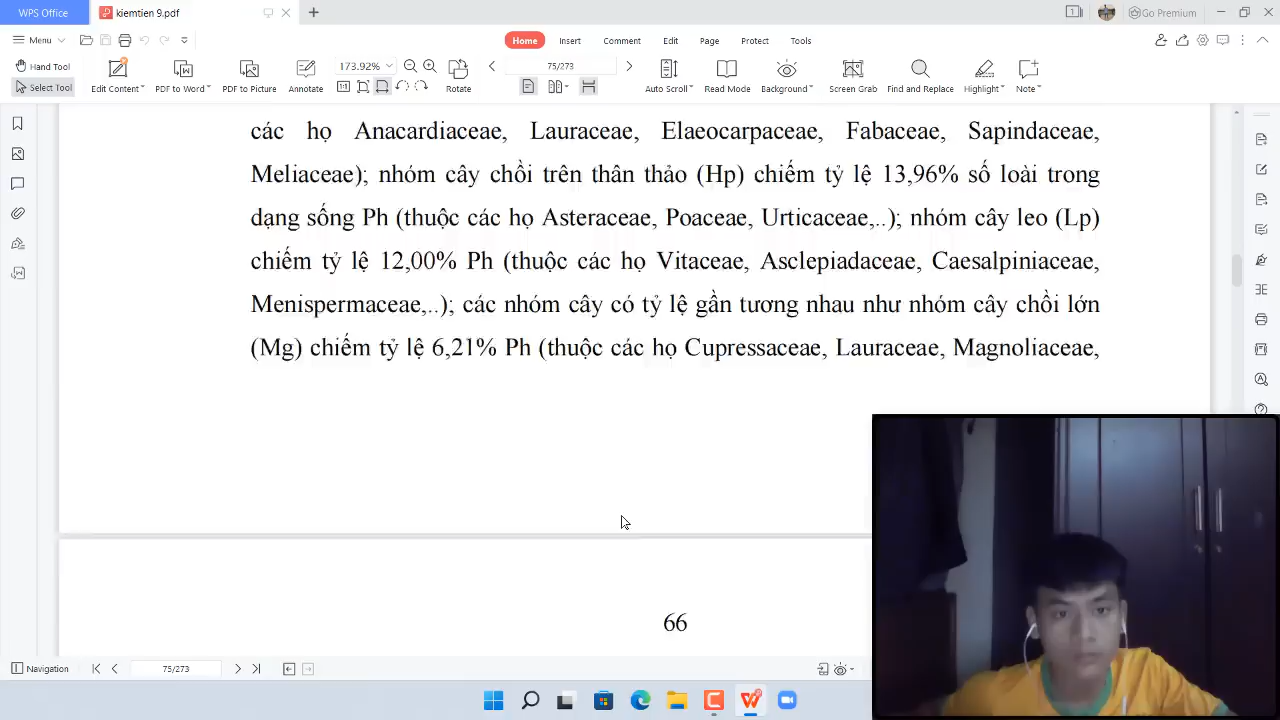 WPS Office
kiemtien 9.pdf
1
Go Premium
Menu
Home
Insert
Comment
Edit
Page
Protect
Tools
Hand Tool
Select Tool
Edit Content
PDF to Word
PDF to Picture
Annotate
173.92%
Rotate
75/273
Auto Scroll
Read Mode
Background
Screen Grab
Find and Replace
Highlight
Note
các họ Anacardiaceae, Lauraceae, Elaeocarpaceae, Fabaceae, Sapindaceae,
Meliaceae); nhóm cây chồi trên thân thảo (Hp) chiếm tỷ lệ 13,96% số loài trong
dạng sống Ph (thuộc các họ Asteraceae, Poaceae, Urticaceae,..); nhóm cây leo (Lp)
chiếm tỷ lệ 12,00% Ph (thuộc các họ Vitaceae, Asclepiadaceae, Caesalpiniaceae,
Menispermaceae,..); các nhóm cây có tỷ lệ gần tương nhau như nhóm cây chồi lớn
(Mg) chiếm tỷ lệ 6,21% Ph (thuộc các họ Cupressaceae, Lauraceae, Magnoliaceae,
66
Navigation
75/273